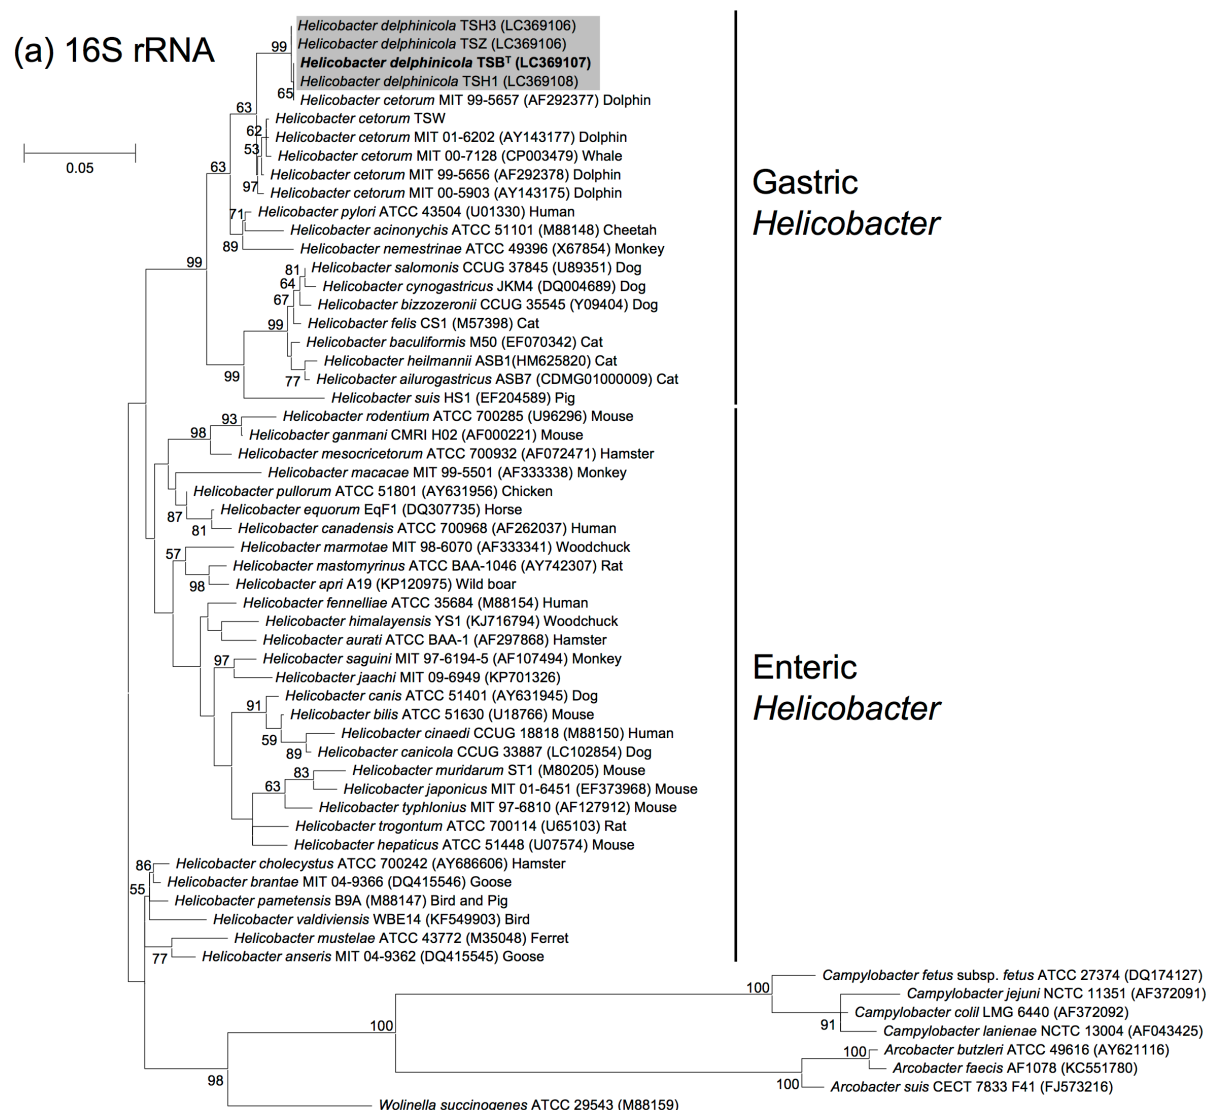 (a) 16S rRNA
0.05
Helicobacter delphinicola TSH3 (LC369106)
Helicobacter delphinicola TSZ (LC369106)
99
Helicobacter delphinicola TSBᵀ (LC369107)
Helicobacter delphinicola TSH1 (LC369108)
65
Helicobacter cetorum MIT 99-5657 (AF292377) Dolphin
63
Helicobacter cetorum TSW
62
Helicobacter cetorum MIT 01-6202 (AY143177) Dolphin
53
Helicobacter cetorum MIT 00-7128 (CP003479) Whale
63
Helicobacter cetorum MIT 99-5656 (AF292378) Dolphin
97
Helicobacter cetorum MIT 00-5903 (AY143175) Dolphin
71
Helicobacter pylori ATCC 43504 (U01330) Human
Helicobacter acinonychis ATCC 51101 (M88148) Cheetah
89
Helicobacter nemestrinae ATCC 49396 (X67854) Monkey
99
81
Helicobacter salomonis CCUG 37845 (U89351) Dog
64
Helicobacter cynogastricus JKM4 (DQ004689) Dog
67
Helicobacter bizzozeronii CCUG 35545 (Y09404) Dog
99
Helicobacter felis CS1 (M57398) Cat
Helicobacter baculiformis M50 (EF070342) Cat
Helicobacter heilmannii ASB1(HM625820) Cat
99
77
Helicobacter ailurogastricus ASB7 (CDMG01000009) Cat
Helicobacter suis HS1 (EF204589) Pig
Gastric
Helicobacter
93
Helicobacter rodentium ATCC 700285 (U96296) Mouse
98
Helicobacter ganmani CMRI H02 (AF000221) Mouse
Helicobacter mesocricetorum ATCC 700932 (AF072471) Hamster
Helicobacter macacae MIT 99-5501 (AF333338) Monkey
Helicobacter pullorum ATCC 51801 (AY631956) Chicken
87
Helicobacter equorum EqF1 (DQ307735) Horse
81
Helicobacter canadensis ATCC 700968 (AF262037) Human
57
Helicobacter marmotae MIT 98-6070 (AF333341) Woodchuck
Helicobacter mastomyrinus ATCC BAA-1046 (AY742307) Rat
98
Helicobacter apri A19 (KP120975) Wild boar
Helicobacter fennelliae ATCC 35684 (M88154) Human
Helicobacter himalayensis YS1 (KJ716794) Woodchuck
Helicobacter aurati ATCC BAA-1 (AF297868) Hamster
97
Helicobacter saguini MIT 97-6194-5 (AF107494) Monkey
Helicobacter jaachi MIT 09-6949 (KP701326)
Helicobacter canis ATCC 51401 (AY631945) Dog
91
Helicobacter bilis ATCC 51630 (U18766) Mouse
59
Helicobacter cinaedi CCUG 18818 (M88150) Human
89
Helicobacter canicola CCUG 33887 (LC102854) Dog
83
Helicobacter muridarum ST1 (M80205) Mouse
63
Helicobacter japonicus MIT 01-6451 (EF373968) Mouse
Helicobacter typhlonius MIT 97-6810 (AF127912) Mouse
Helicobacter trogontum ATCC 700114 (U65103) Rat
Helicobacter hepaticus ATCC 51448 (U07574) Mouse
86
Helicobacter cholecystus ATCC 700242 (AY686606) Hamster
55
Helicobacter brantae MIT 04-9366 (DQ415546) Goose
Helicobacter pametensis B9A (M88147) Bird and Pig
Helicobacter valdiviensis WBE14 (KF549903) Bird
Helicobacter mustelae ATCC 43772 (M35048) Ferret
77
Helicobacter anseris MIT 04-9362 (DQ415545) Goose
Enteric
Helicobacter
Campylobacter fetus subsp. fetus ATCC 27374 (DQ174127)
100
Campylobacter jejuni NCTC 11351 (AF372091)
Campylobacter colil LMG 6440 (AF372092)
100
91
Campylobacter lanienae NCTC 13004 (AF043425)
100
Arcobacter butzleri ATCC 49616 (AY621116)
Arcobacter faecis AF1078 (KC551780)
98
100
Arcobacter suis CECT 7833 F41 (FJ573216)
Wolinella succinogenes ATCC 29543 (M88159)